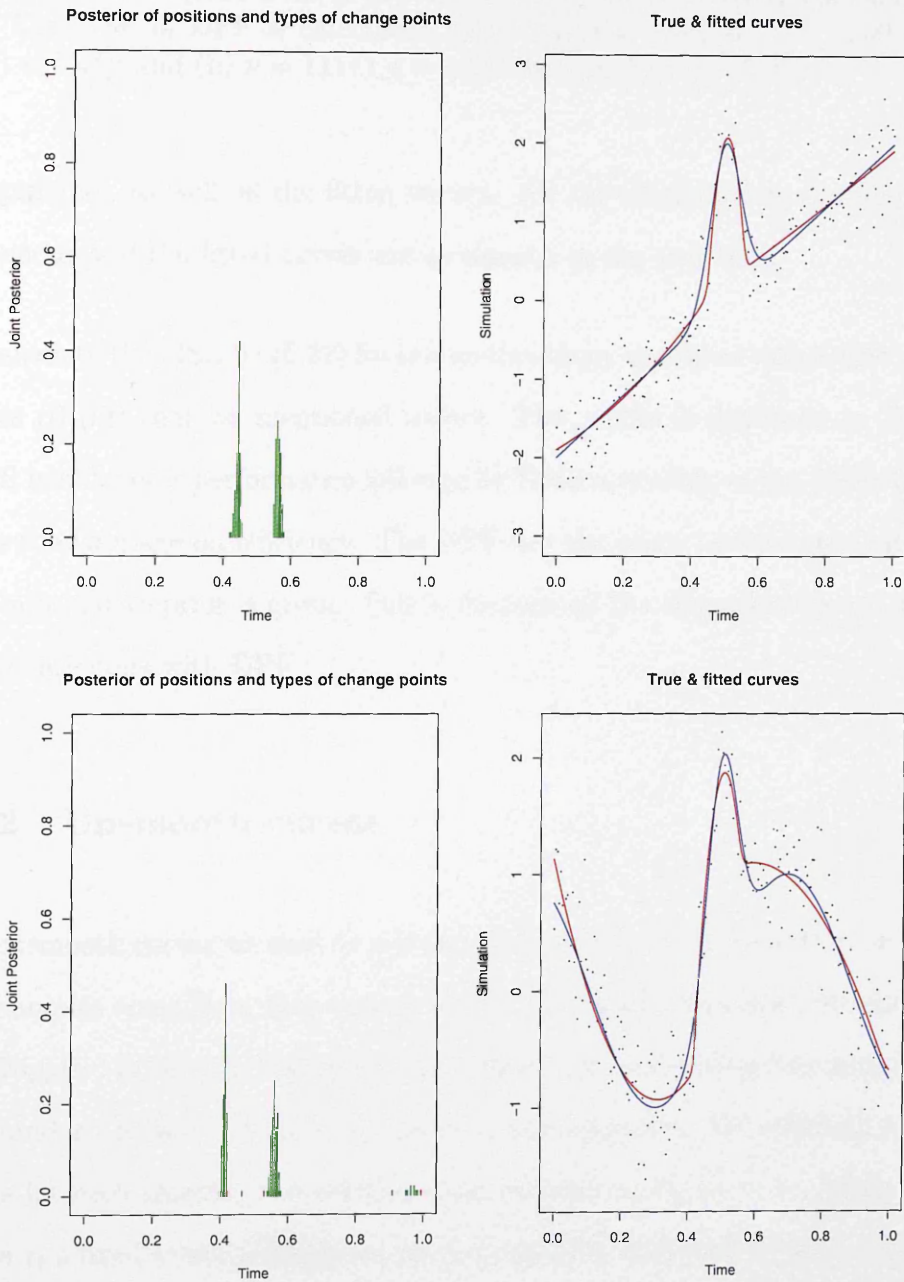 Posterior of positions and types of change points
Joint Posterior
1.0
0.8
0.6
0.4
0.2
0.0
0.0 0.2 0.4 0.6 0.8 1.0
Time
True & fitted curves
Simulation
3
2
1
0
-1
-2
-3
0.0 0.2 0.4 0.6 0.8 1.0
Time
Posterior of positions and types of change points
Joint Posterior
1.0
0.8
0.6
0.4
0.2
0.0
0.0 0.2 0.4 0.6 0.8 1.0
Time
True & fitted curves
Simulation
2
1
0
-1
0.0 0.2 0.4 0.6 0.8 1.0
Time